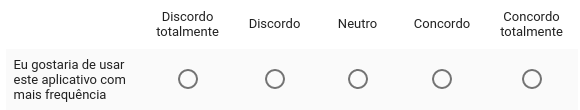 Discordo totalmente
Discordo
Neutro
Concordo
Concordo totalmente
Eu gostaria de usar
este aplicativo com
mais frequência